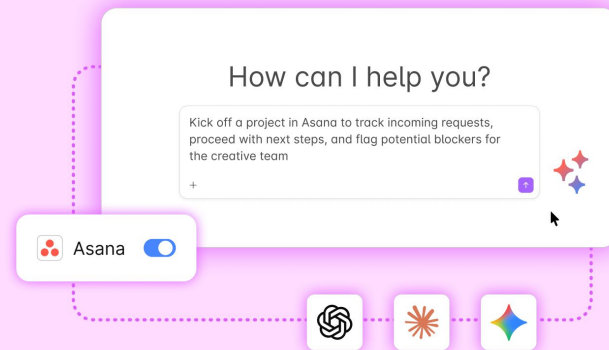 How can I help you?
Kick off a project in Asana to track incoming requests,
proceed with next steps, and flag potential blockers for
the creative team
+
Asana